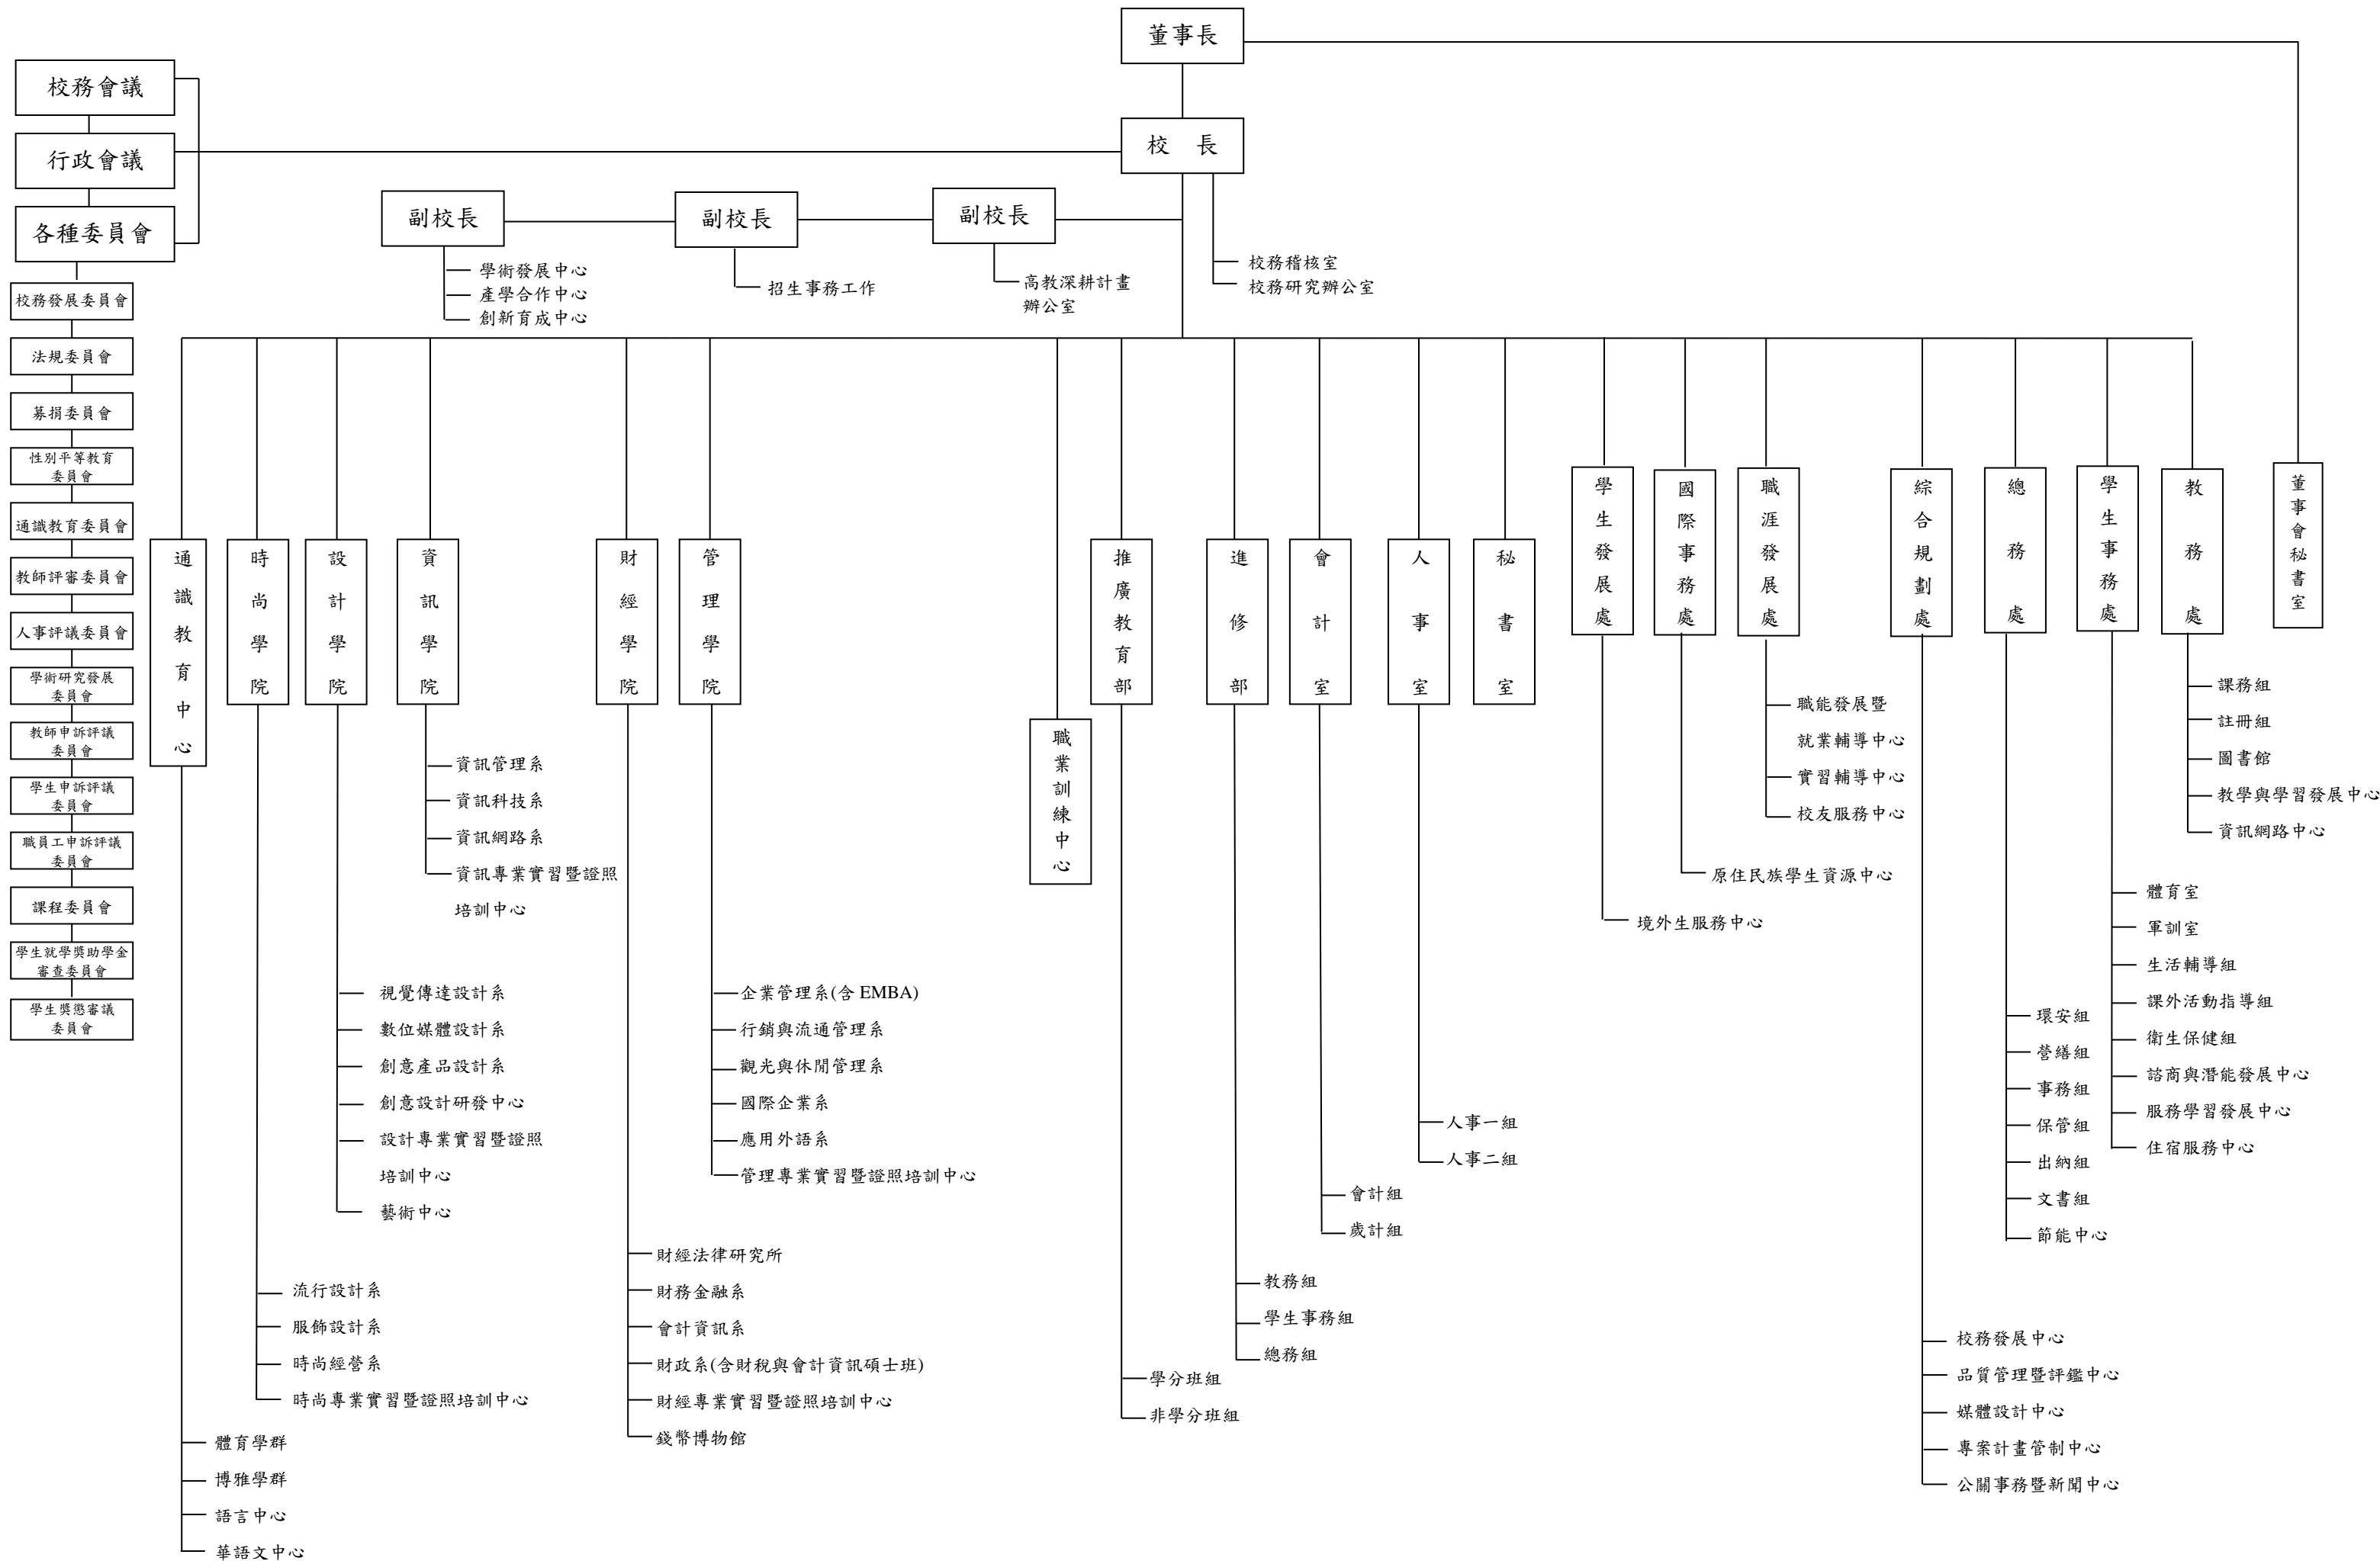 董事長
校務會議
行政會議
各種委員會
校　長
副校長
副校長
副校長
學術發展中心
產學合作中心
創新育成中心
招生事務工作
高教深耕計畫
辦公室
校務稽核室
校務研究辦公室
校務發展委員會
法規委員會
募捐委員會
性別平等教育
委員會
通識教育委員會
教師評審委員會
人事評議委員會
學術研究發展
委員會
教師申訴評議
委員會
學生申訴評議
委員會
職員工申訴評議
委員會
課程委員會
學生就學獎助學金
審查委員會
學生獎懲審議
委員會
通識教育中心
體育學群
博雅學群
語言中心
華語文中心
時尚學院
流行設計系
服飾設計系
時尚經營系
時尚專業實習暨證照培訓中心
設計學院
視覺傳達設計系
數位媒體設計系
創意產品設計系
創意設計研發中心
設計專業實習暨證照
培訓中心
藝術中心
資訊學院
資訊管理系
資訊科技系
資訊網路系
資訊專業實習暨證照
培訓中心
財經學院
財經法律研究所
財務金融系
會計資訊系
財政系(含財稅與會計資訊碩士班)
財經專業實習暨證照培訓中心
錢幣博物館
管理學院
企業管理系(含 EMBA)
行銷與流通管理系
觀光與休閒管理系
國際企業系
應用外語系
管理專業實習暨證照培訓中心
職業訓練中心
推廣教育部
學分班組
非學分班組
進修部
教務組
學生事務組
總務組
會計室
會計組
歲計組
人事室
人事一組
人事二組
秘書室
學生發展處
境外生服務中心
國際事務處
原住民族學生資源中心
職涯發展處
職能發展暨
就業輔導中心
實習輔導中心
校友服務中心
綜合規劃處
校務發展中心
品質管理暨評鑑中心
媒體設計中心
專案計畫管制中心
公關事務暨新聞中心
總務處
環安組
營繕組
事務組
保管組
出納組
文書組
節能中心
學生事務處
體育室
軍訓室
生活輔導組
課外活動指導組
衛生保健組
諮商與潛能發展中心
服務學習發展中心
住宿服務中心
教務處
課務組
註冊組
圖書館
教學與學習發展中心
資訊網路中心
董事會秘書室